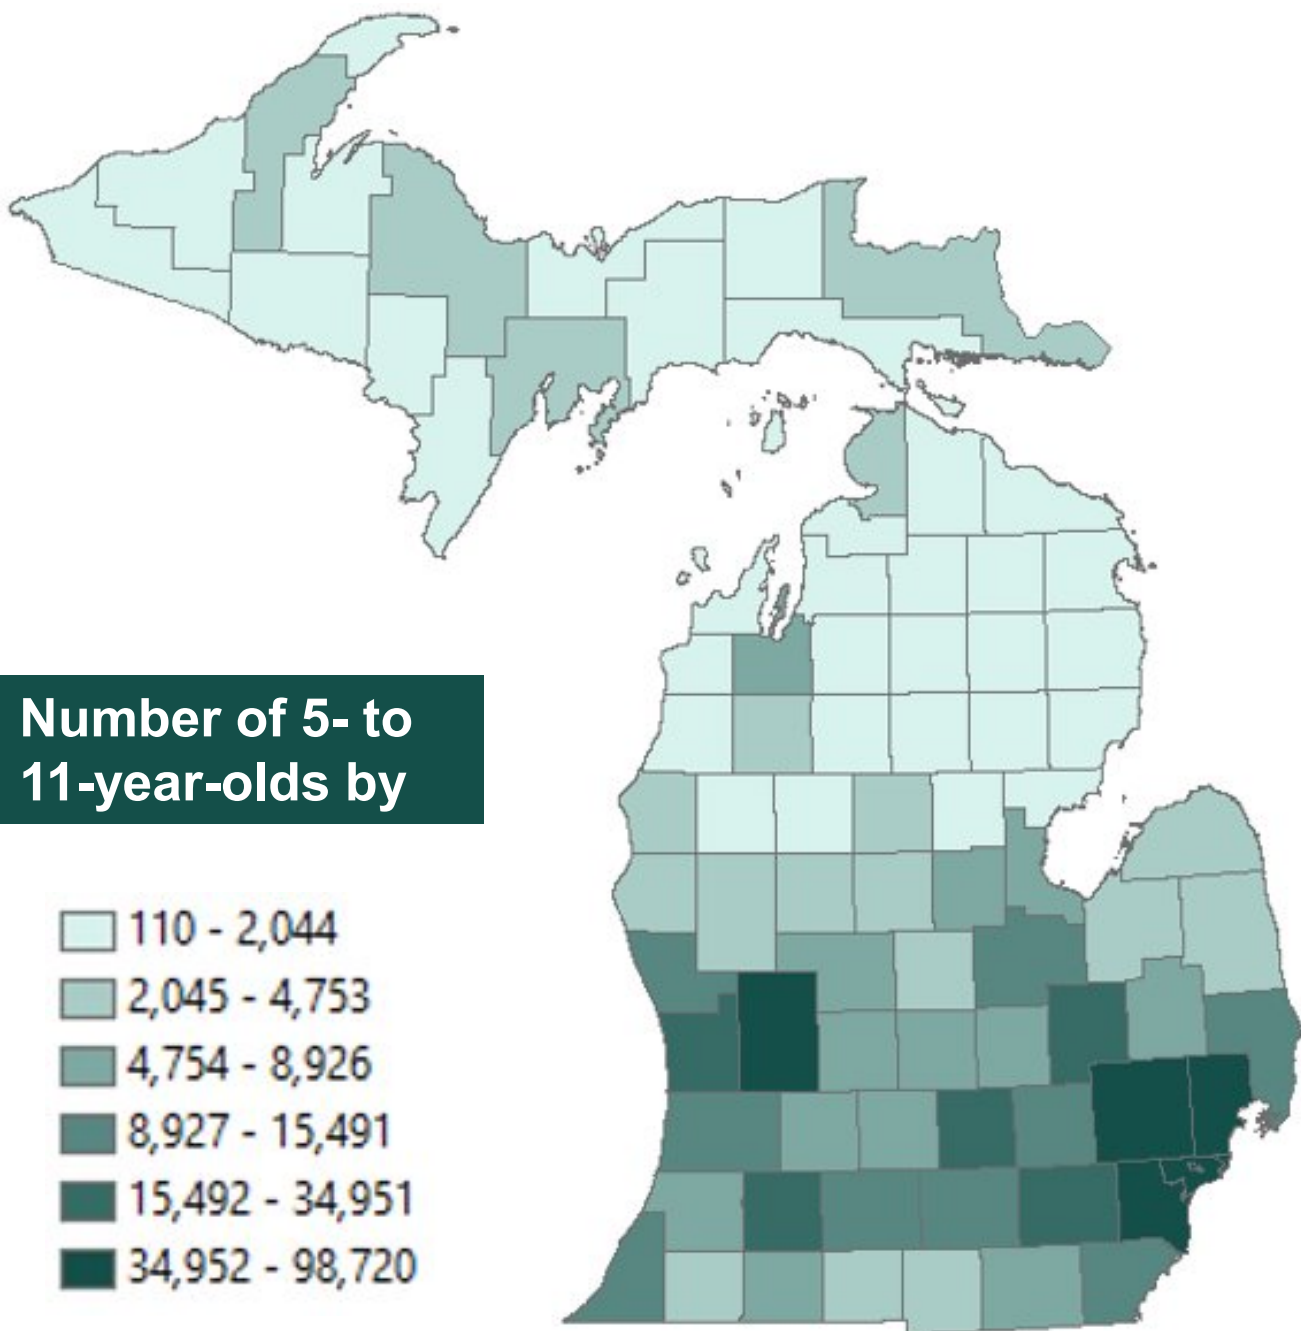 Number of 5- to
11-year-olds by
110 - 2,044
2,045 - 4,753
4,754 - 8,926
8,927 - 15,491
15,492 - 34,951
34,952 - 98,720